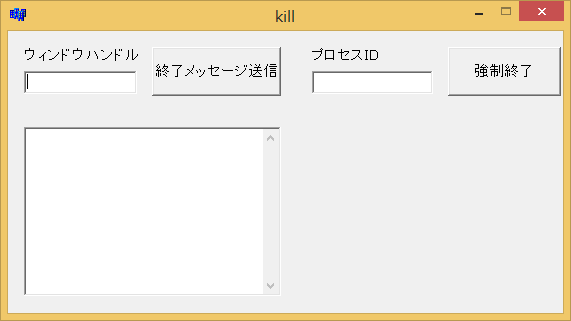 kill
ウィンドウハンドル
終了メッセージ送信
プロセスID
強制終了